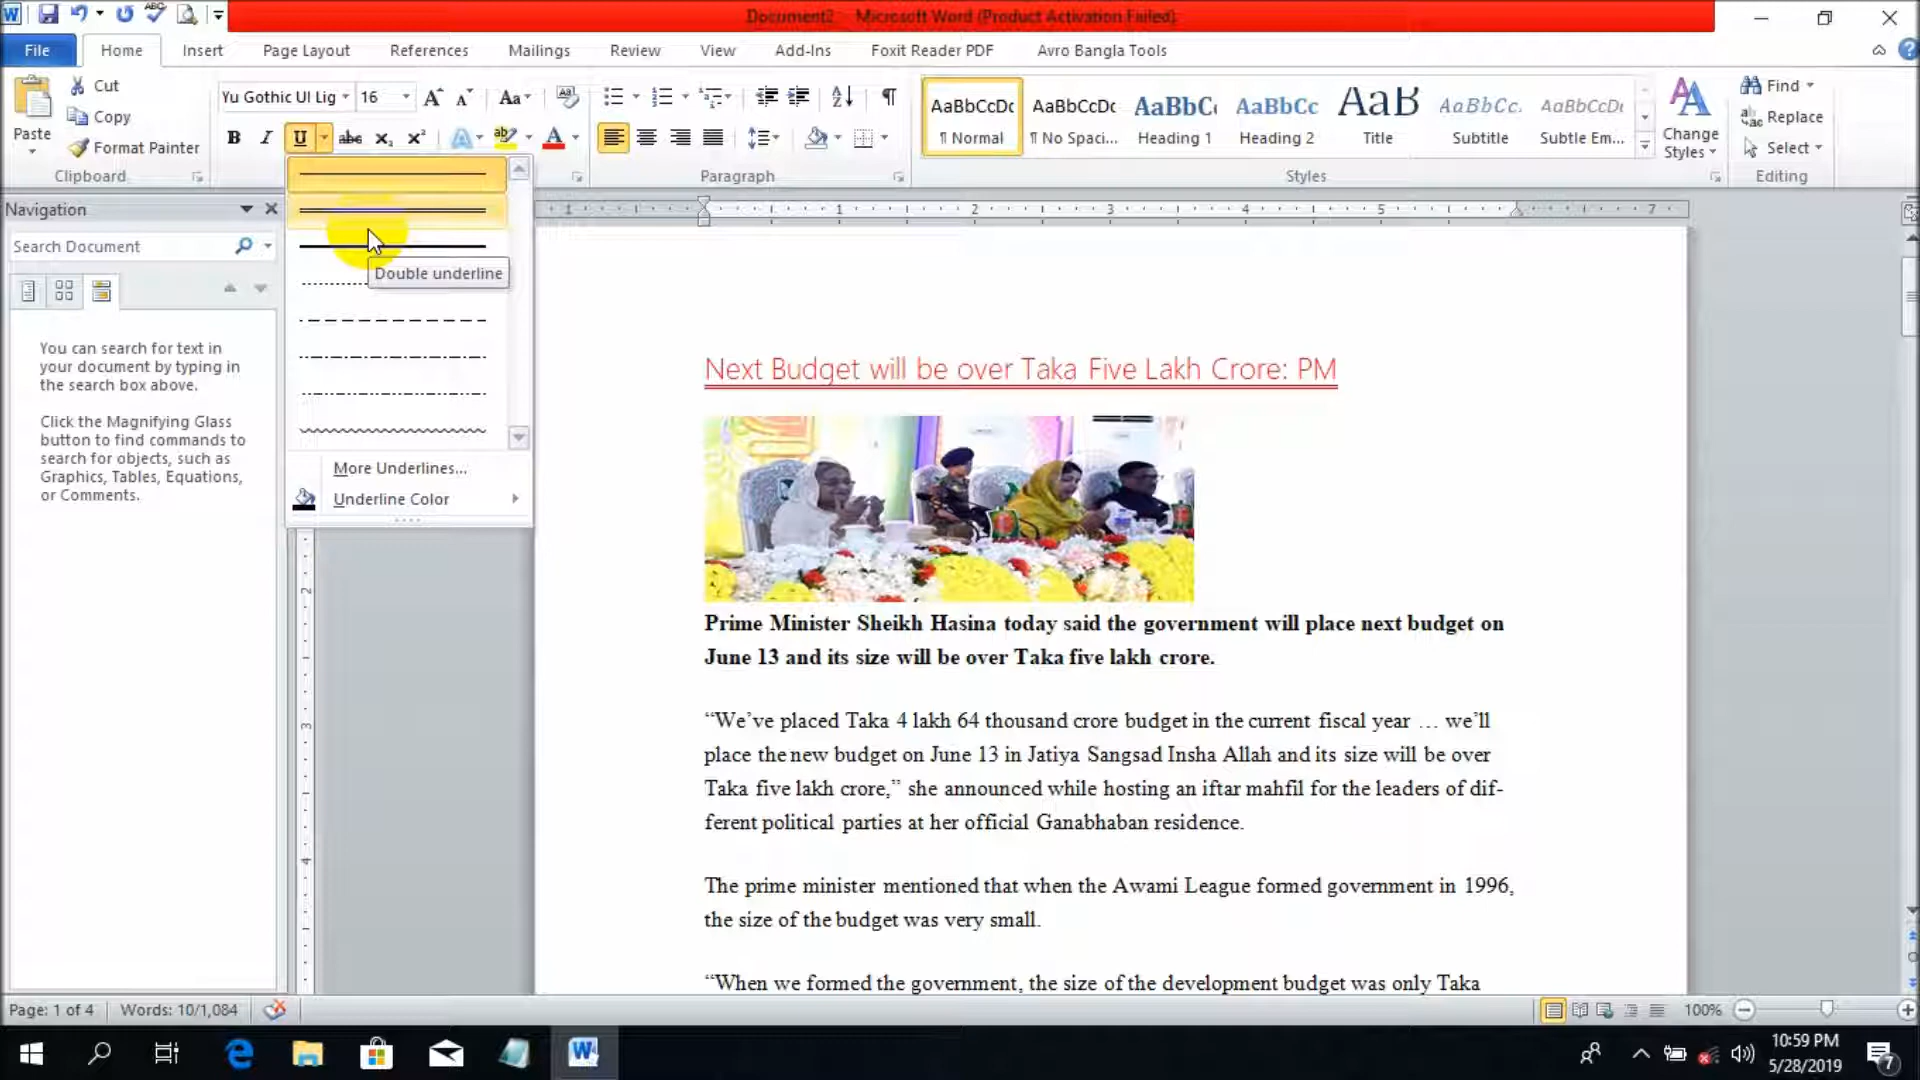 Document2 - Microsoft Word (Product Activation Failed)
File Home Insert Page Layout References Mailings Review View Add-Ins Foxit Reader PDF Avro Bangla Tools
Paste
Cut
Copy
Format Painter
Clipboard
Yu Gothic UI Lig 16
Paragraph
AaBbCcDc
¶ Normal
AaBbCcDc
¶ No Spaci...
AaBbC
Heading 1
AaBbCc
Heading 2
AaB
Title
AaBbCc.
Subtitle
AaBbCcDi
Subtle Em...
Change
Styles
Styles
Find
Replace
Select
Editing
Navigation
Search Document
You can search for text in
your document by typing in
the search box above.
Click the Magnifying Glass
button to find commands to
search for objects, such as
Graphics, Tables, Equations,
or Comments.
Double underline
More Underlines...
Underline Color
1 1 2 3 4 5 7
2
3
4
Next Budget will be over Taka Five Lakh Crore: PM
Prime Minister Sheikh Hasina today said the government will place next budget on
June 13 and its size will be over Taka five lakh crore.
“We’ve placed Taka 4 lakh 64 thousand crore budget in the current fiscal year … we’ll
place the new budget on June 13 in Jatiya Sangsad Insha Allah and its size will be over
Taka five lakh crore,” she announced while hosting an iftar mahfil for the leaders of dif-
ferent political parties at her official Ganabhaban residence.
The prime minister mentioned that when the Awami League formed government in 1996,
the size of the budget was very small.
“When we formed the government, the size of the development budget was only Taka
Page: 1 of 4 Words: 10/1,084
100%
10:59 PM
5/28/2019
7